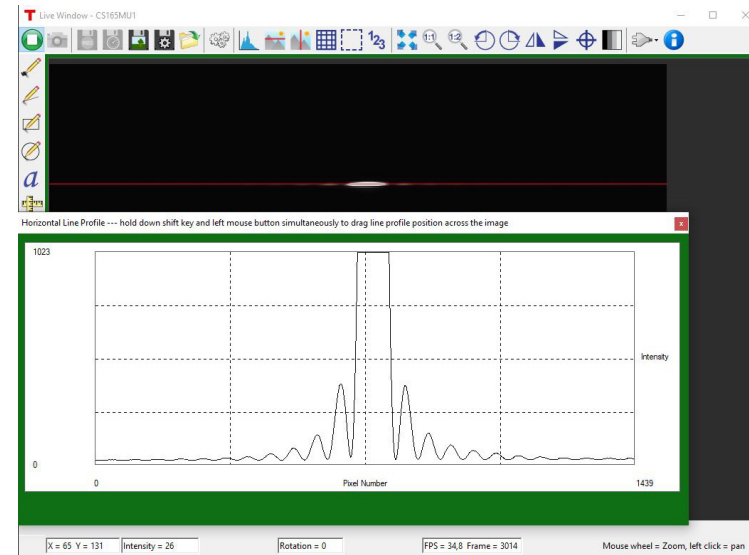 Live Window - CS165MU1
1:1 1:2 123
a
Horizontal Line Profile --- hold down shift key and left mouse button simultaneously to drag line profile position across the image
x
1023
Intensity
0
0 Pixel Number 1439
X = 65 Y = 131 Intensity = 26 Rotation = 0 FPS = 34,8 Frame = 3014 Mouse wheel = Zoom, left click = pan